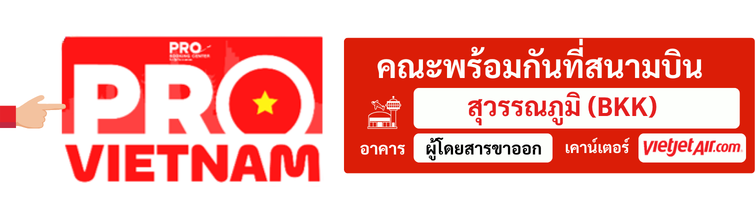 PRO
BOOKING CENTER
PRO
VIETNAM
คณะพร้อมกันที่สนามบิน
สุวรรณภูมิ (BKK)
อาคาร ผู้โดยสารขาออก เคาน์เตอร์ vietjetAir.com